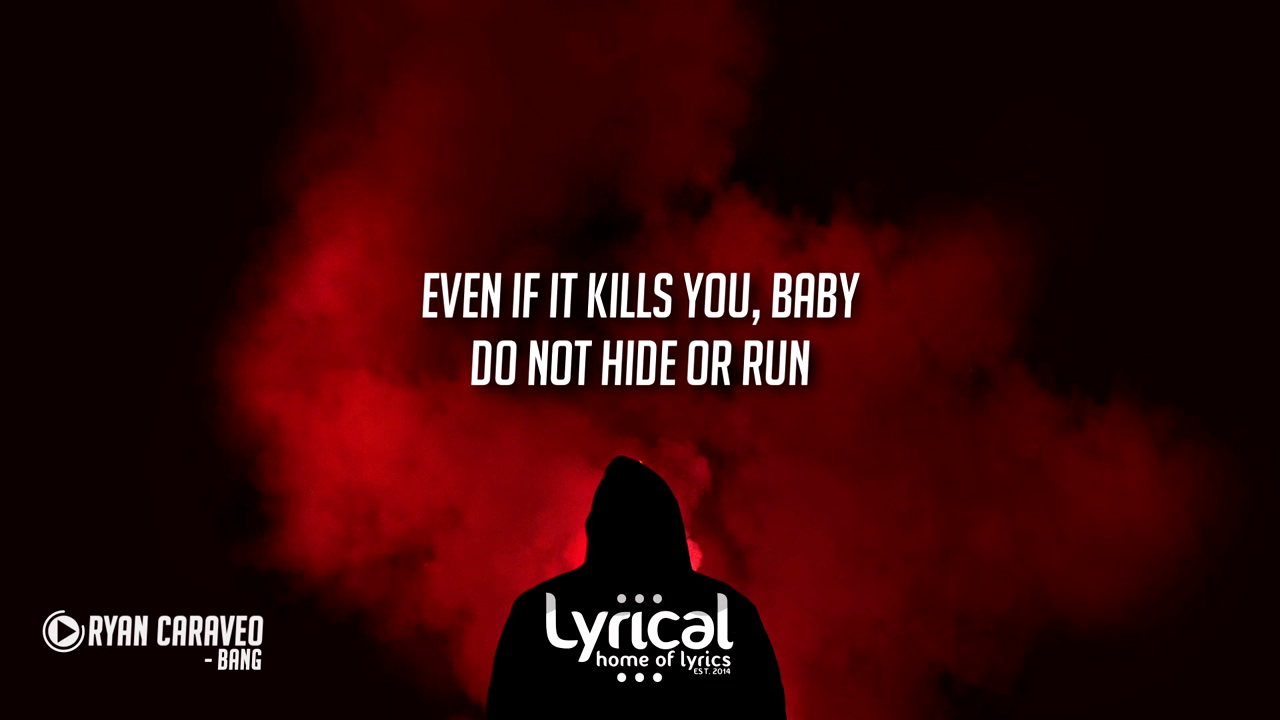 EVEN IF IT KILLS YOU, BABY
DO NOT HIDE OR RUN
RYAN CARAVEO
- BANG
Lyrical
home of lyrics
EST. 2014